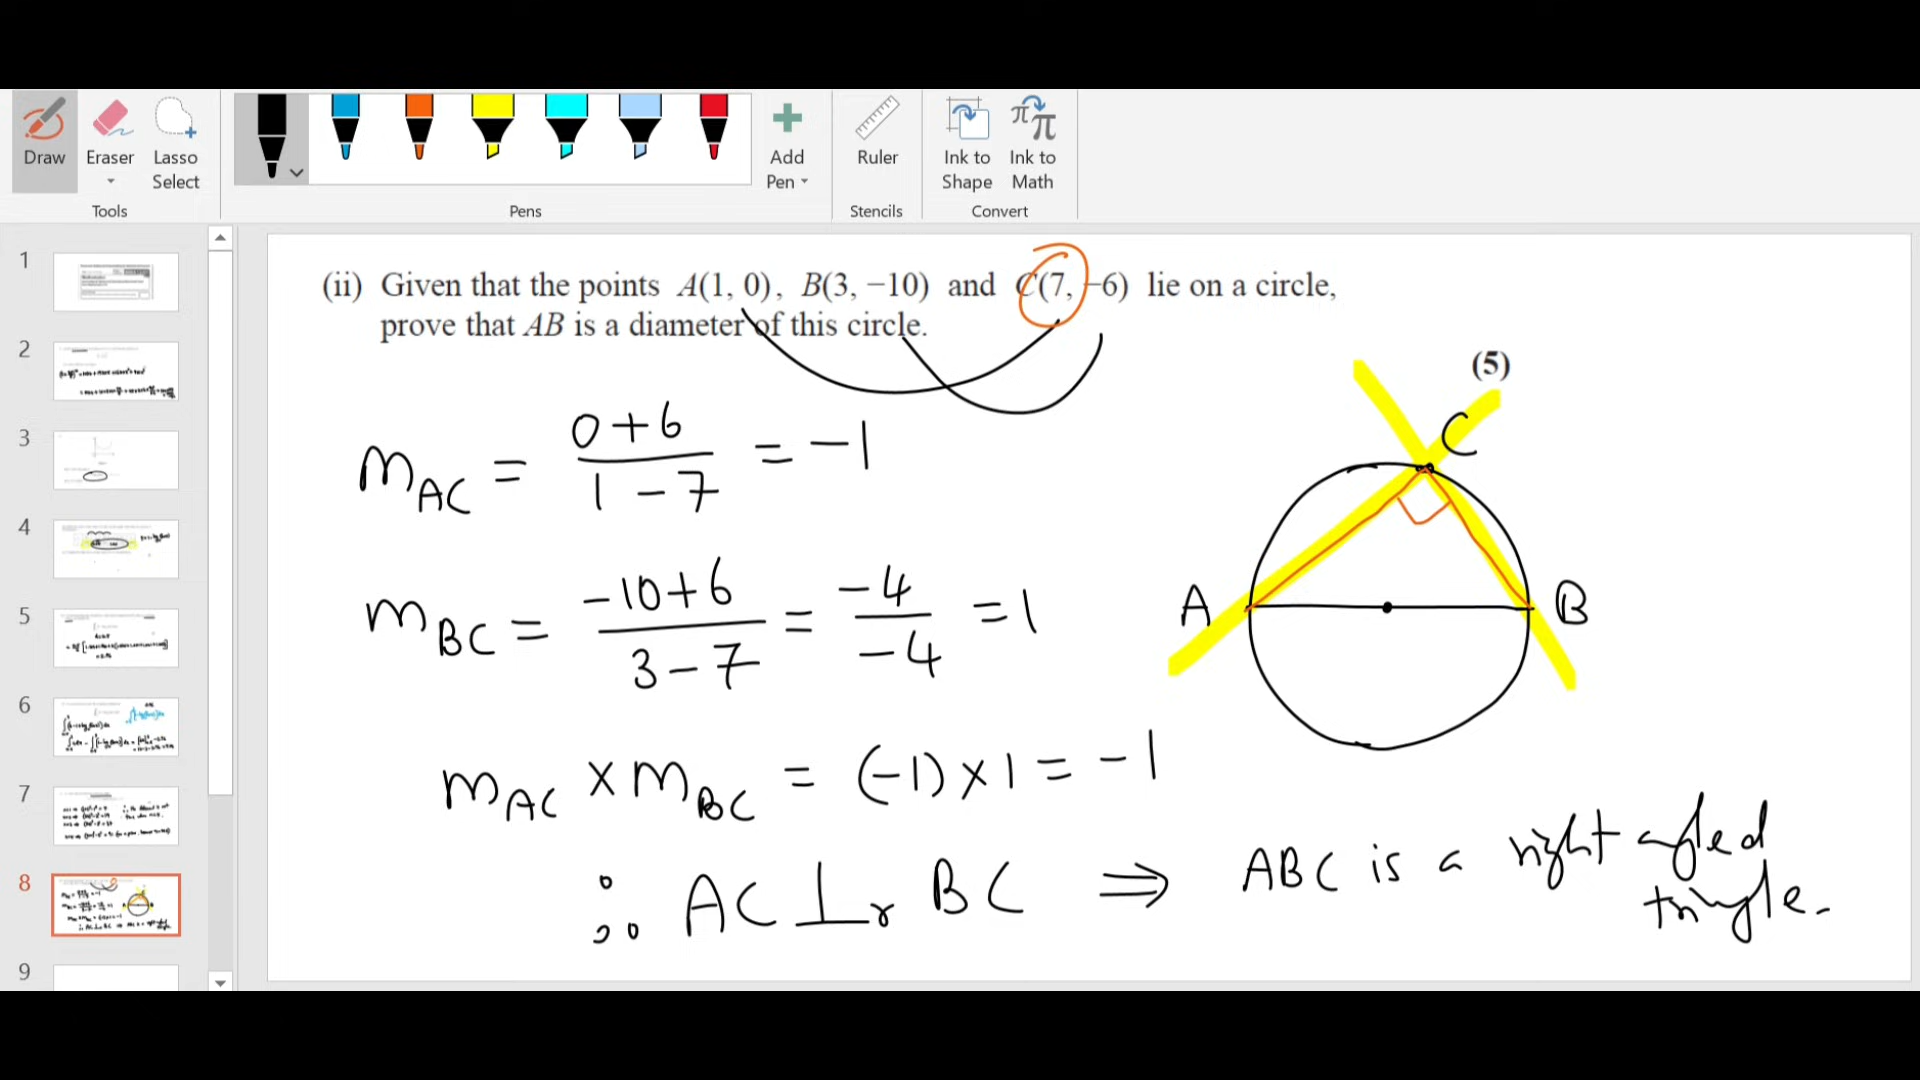 Draw
Eraser
Lasso Select
Tools
Pens
Add Pen
Ruler
Stencils
Ink to Shape
Ink to Math
Convert
1
2
3
4
5
6
7
8
9
(ii) Given that the points A(1, 0), B(3, −10) and C(7, −6) lie on a circle,
prove that AB is a diameter of this circle.
(5)
m_AC = (0+6)/(1−7) = −1
m_BC = (−10+6)/(3−7) = (−4)/(−4) = 1
m_AC × m_BC = (−1) × 1 = −1
∴ AC ⊥r BC ⇒ ABC is a right angled
triangle.
C
A
B